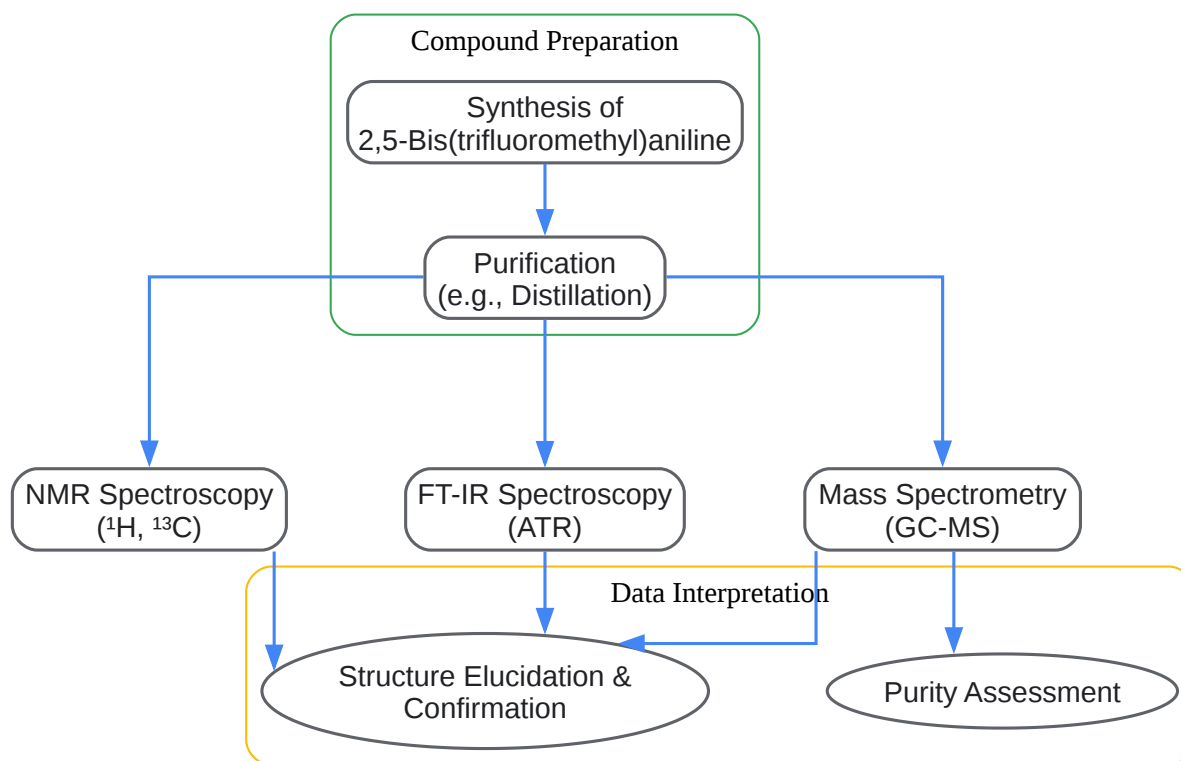 Compound Preparation
Synthesis of
2,5-Bis(trifluoromethyl)aniline
Purification
(e.g., Distillation)
NMR Spectroscopy
(¹H, ¹³C)
FT-IR Spectroscopy
(ATR)
Mass Spectrometry
(GC-MS)
Data Interpretation
Structure Elucidation &
Confirmation
Purity Assessment